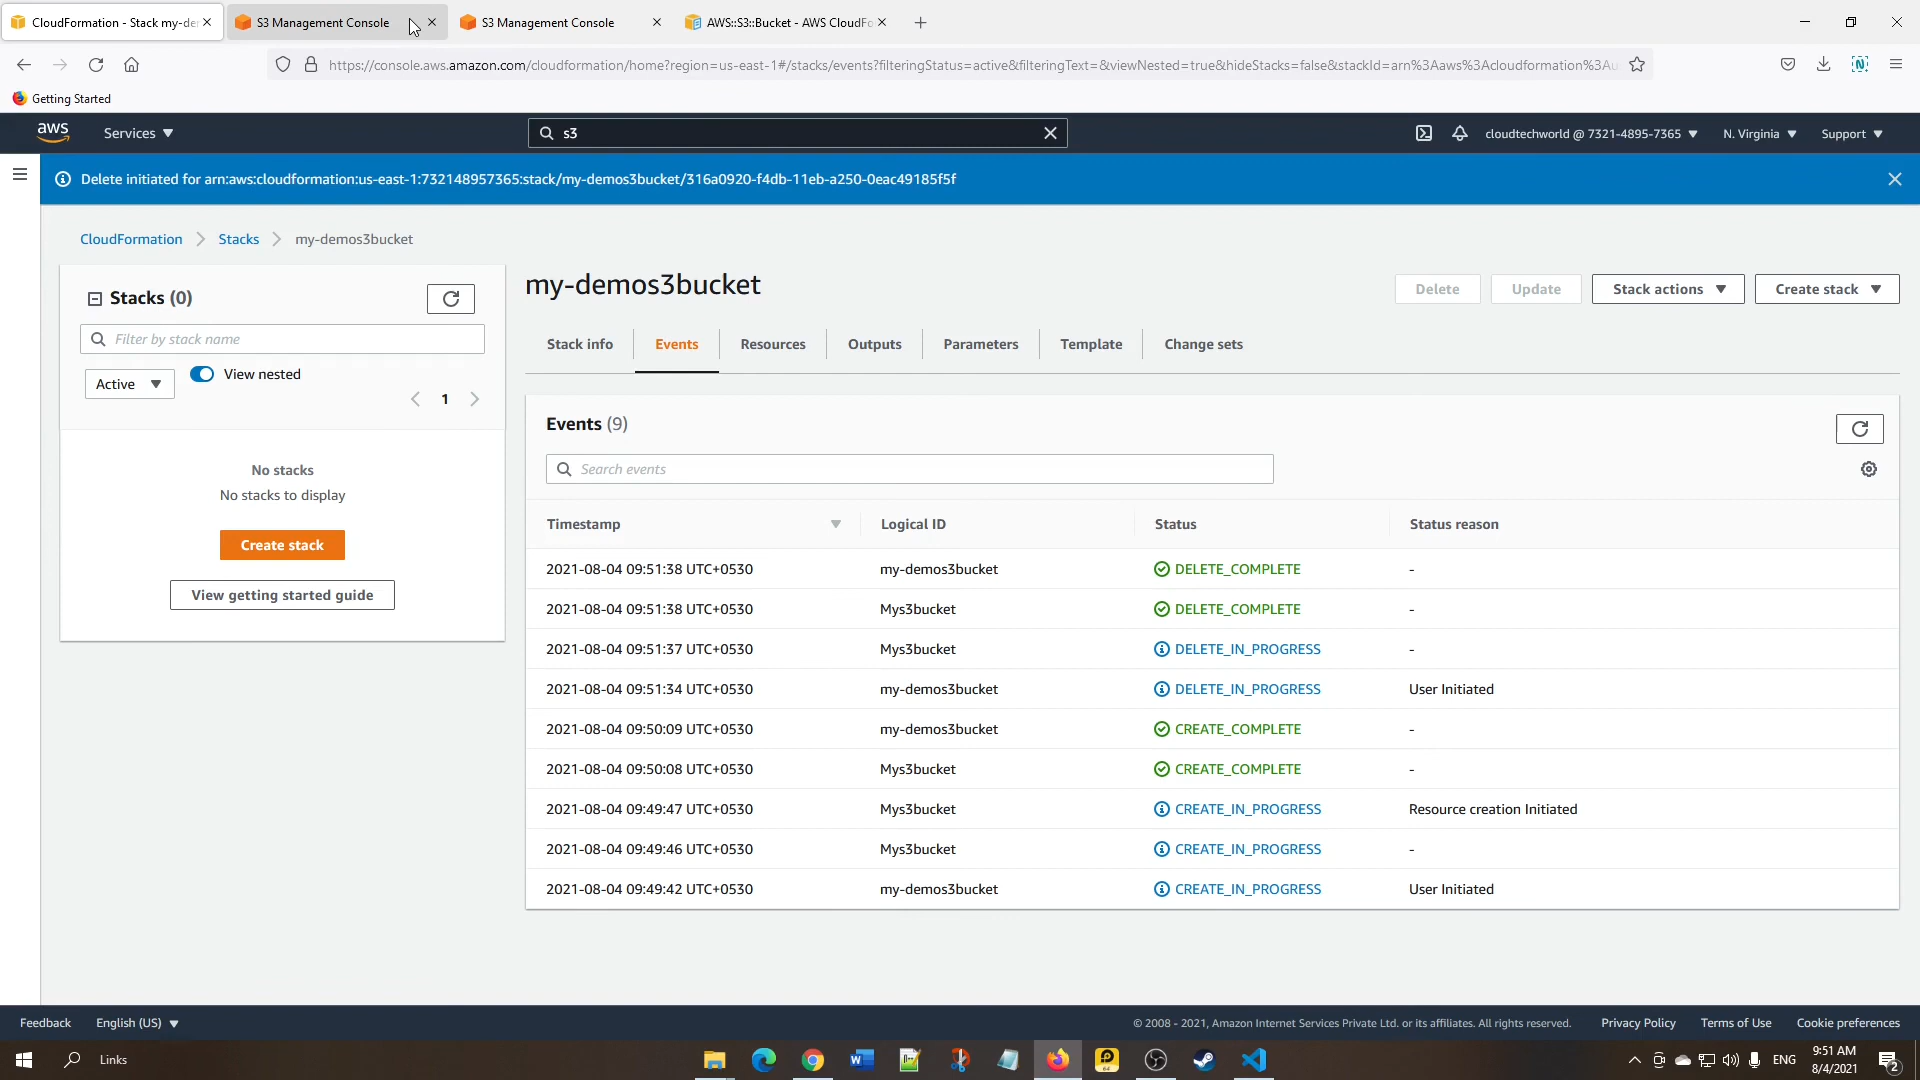 CloudFormation - Stack my-de
S3 Management Console
S3 Management Console
AWS::S3::Bucket - AWS CloudFo
https://console.aws.amazon.com/cloudformation/home?region=us-east-1#/stacks/events?filteringStatus=active&filteringText=&viewNested=true&hideStacks=false&stackId=arn%3Aaws%3Acloudformation%3Au
Getting Started
aws
Services
s3
cloudtechworld @ 7321-4895-7365
N. Virginia
Support
Delete initiated for arn:aws:cloudformation:us-east-1:732148957365:stack/my-demos3bucket/316a0920-f4db-11eb-a250-0eac49185f5f
CloudFormation
Stacks
my-demos3bucket
Stacks (0)
Filter by stack name
Active
View nested
1
No stacks
No stacks to display
Create stack
View getting started guide
my-demos3bucket
Delete
Update
Stack actions
Create stack
Stack info
Events
Resources
Outputs
Parameters
Template
Change sets
Events (9)
Search events
Timestamp Logical ID Status Status reason
2021-08-04 09:51:38 UTC+0530 my-demos3bucket DELETE_COMPLETE -
2021-08-04 09:51:38 UTC+0530 Mys3bucket DELETE_COMPLETE -
2021-08-04 09:51:37 UTC+0530 Mys3bucket DELETE_IN_PROGRESS -
2021-08-04 09:51:34 UTC+0530 my-demos3bucket DELETE_IN_PROGRESS User Initiated
2021-08-04 09:50:09 UTC+0530 my-demos3bucket CREATE_COMPLETE -
2021-08-04 09:50:08 UTC+0530 Mys3bucket CREATE_COMPLETE -
2021-08-04 09:49:47 UTC+0530 Mys3bucket CREATE_IN_PROGRESS Resource creation Initiated
2021-08-04 09:49:46 UTC+0530 Mys3bucket CREATE_IN_PROGRESS -
2021-08-04 09:49:42 UTC+0530 my-demos3bucket CREATE_IN_PROGRESS User Initiated
Feedback
English (US)
© 2008 - 2021, Amazon Internet Services Private Ltd. or its affiliates. All rights reserved.
Privacy Policy
Terms of Use
Cookie preferences
Links
ENG
9:51 AM
8/4/2021
2